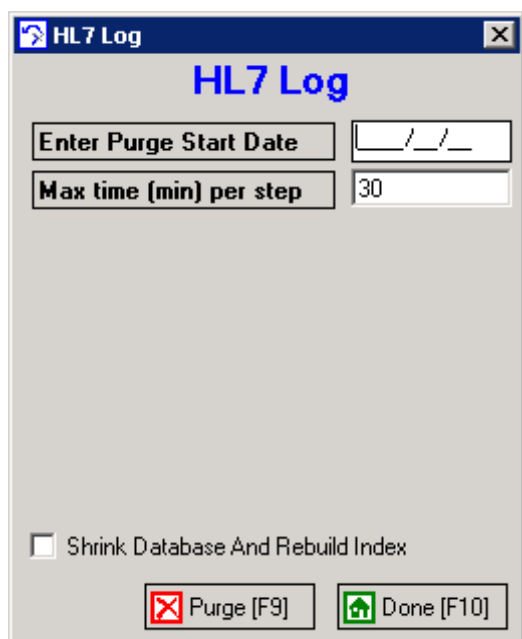 HL7 Log
HL7 Log
Enter Purge Start Date ___/__/__
Max time (min) per step 30
Shrink Database And Rebuild Index
Purge [F9] Done [F10]